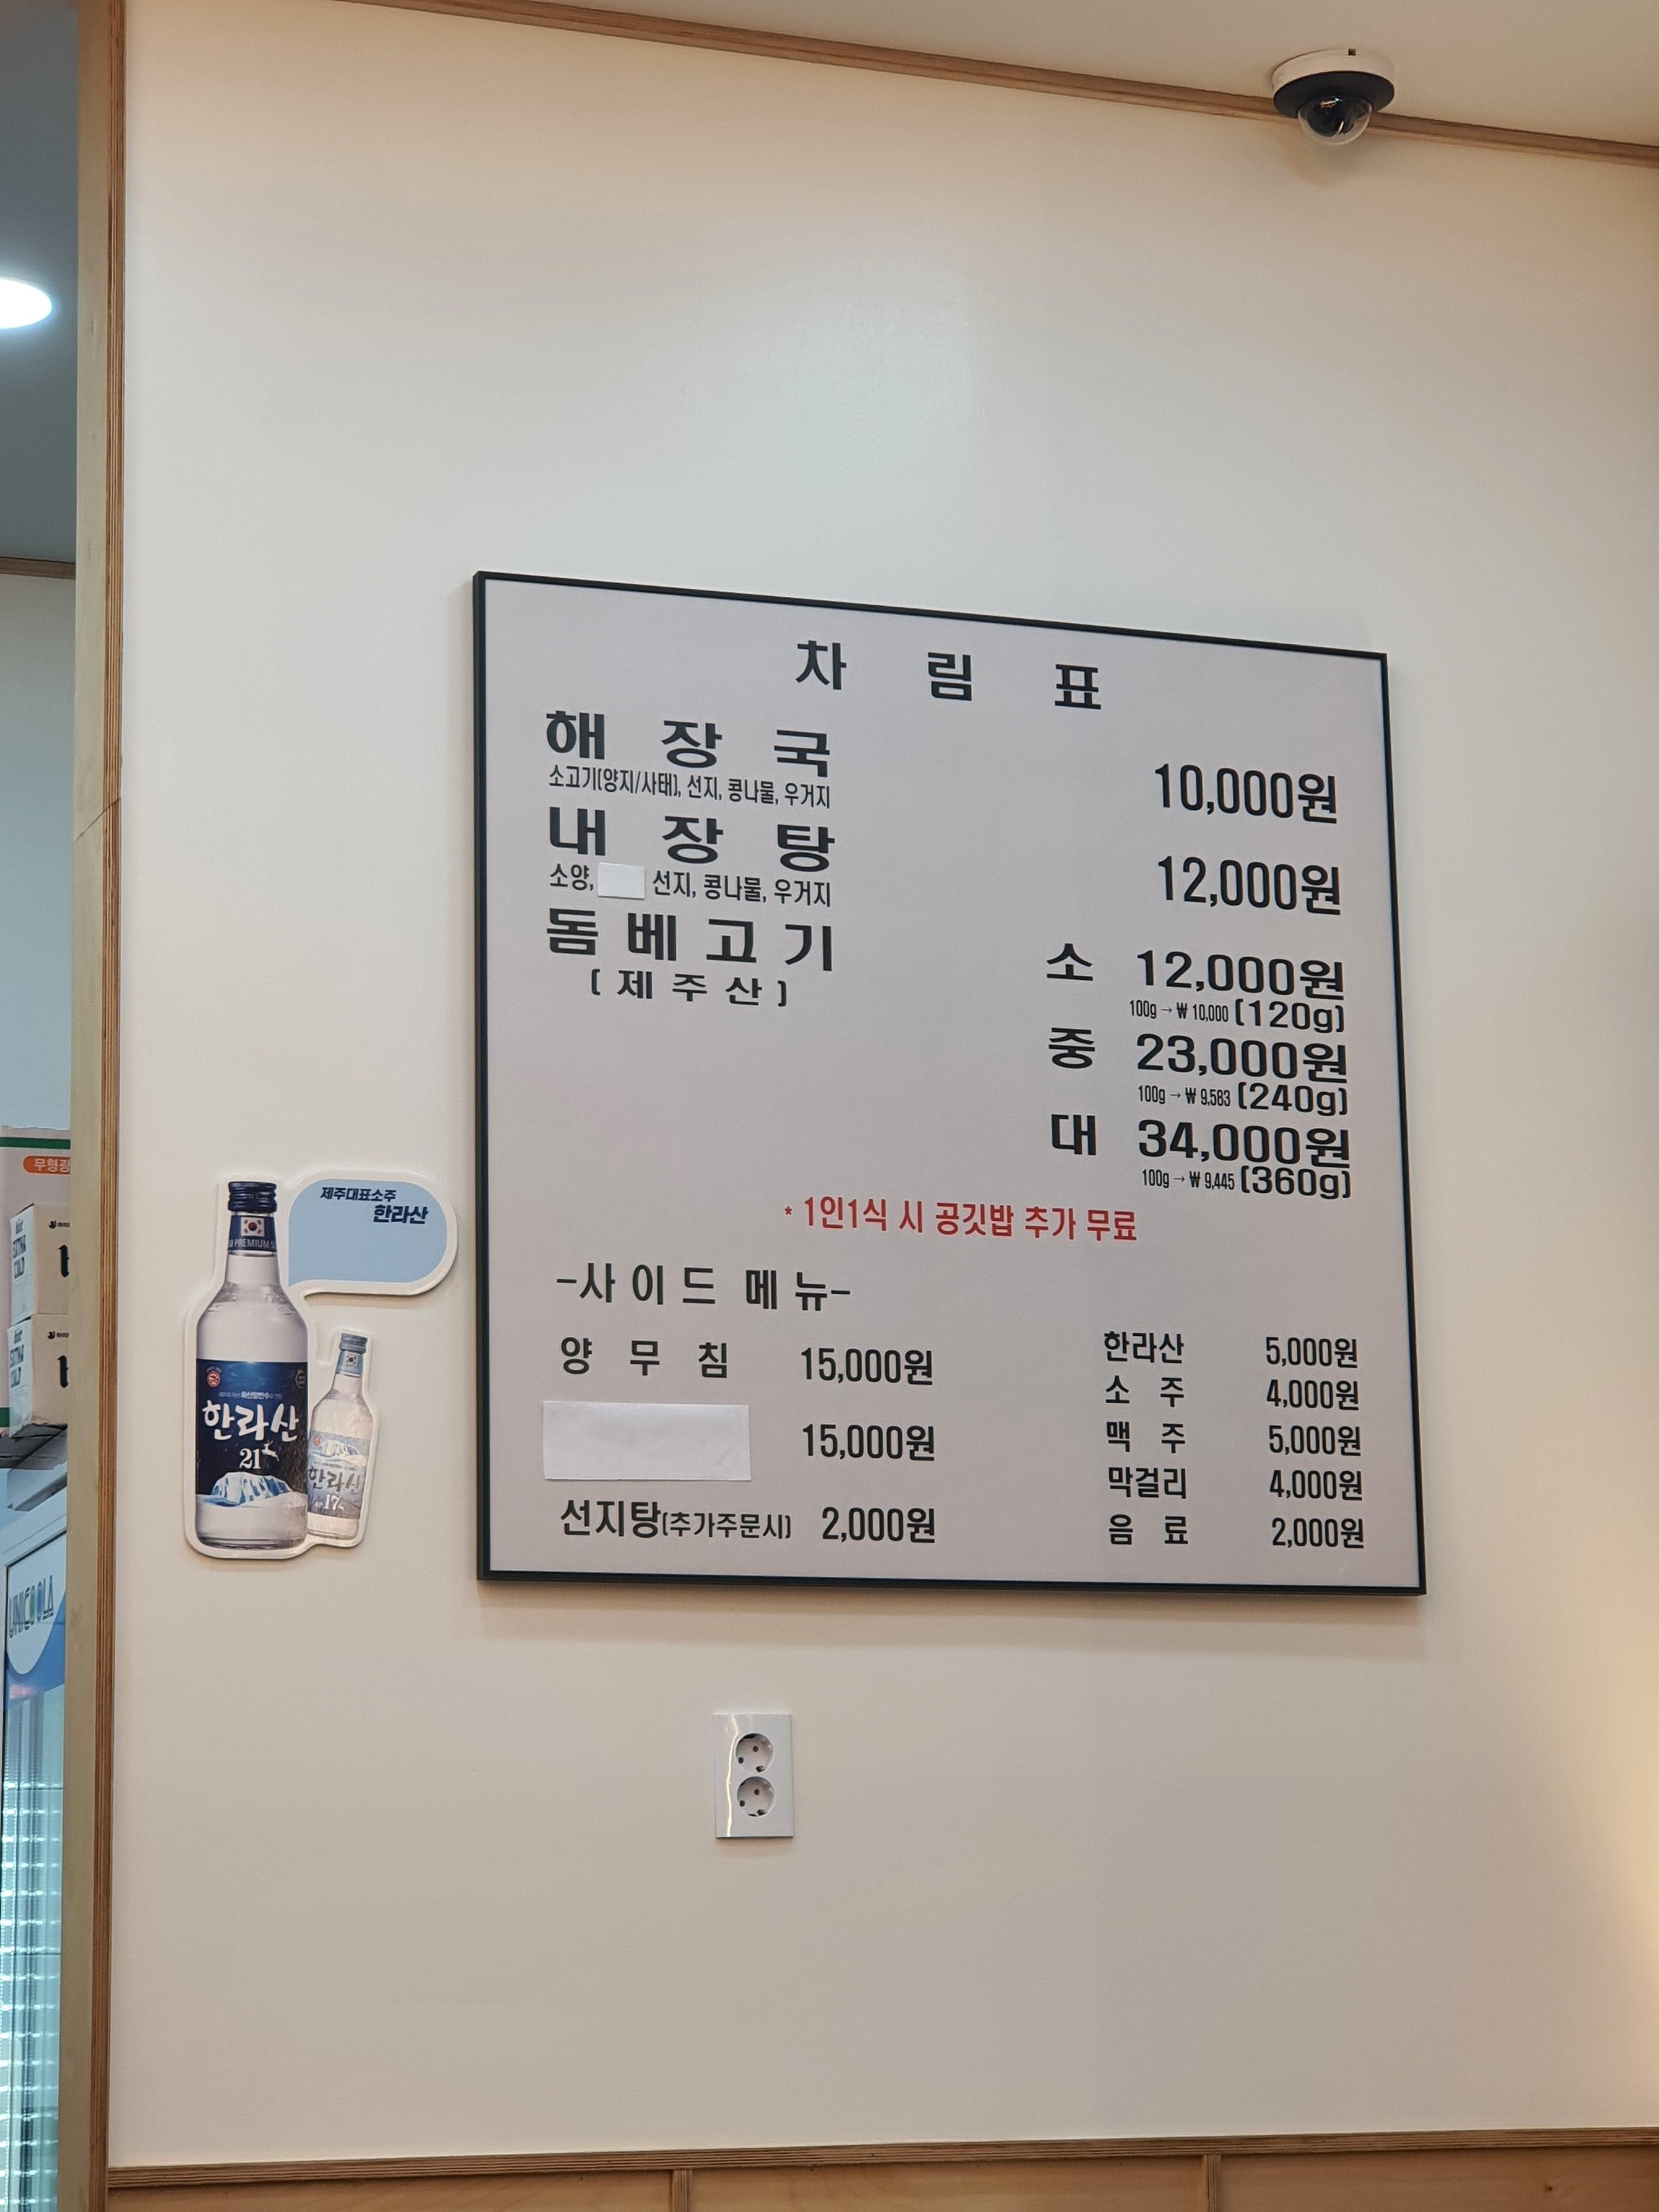 차 림 표
해 장 국 10,000원
소고기(양지/사태), 선지, 콩나물, 우거지
내 장 탕 12,000원
소양, 선지, 콩나물, 우거지
돔 베 고 기 소 12,000원
( 제 주 산 ) 100g → ₩ 10,000 (120g)
중 23,000원
100g → ₩ 9,583 (240g)
대 34,000원
100g → ₩ 9,445 (360g)
* 1인1식 시 공깃밥 추가 무료
-사 이 드 메 뉴-
양 무 침 15,000원
15,000원
선지탕(추가주문시) 2,000원
한라산 5,000원
소 주 4,000원
맥 주 5,000원
막걸리 4,000원
음 료 2,000원
제주대표소주
한라산
PREMIUM
한라산
21
한라산
17
무형광
EXTRA
COLD
UNICOOLA